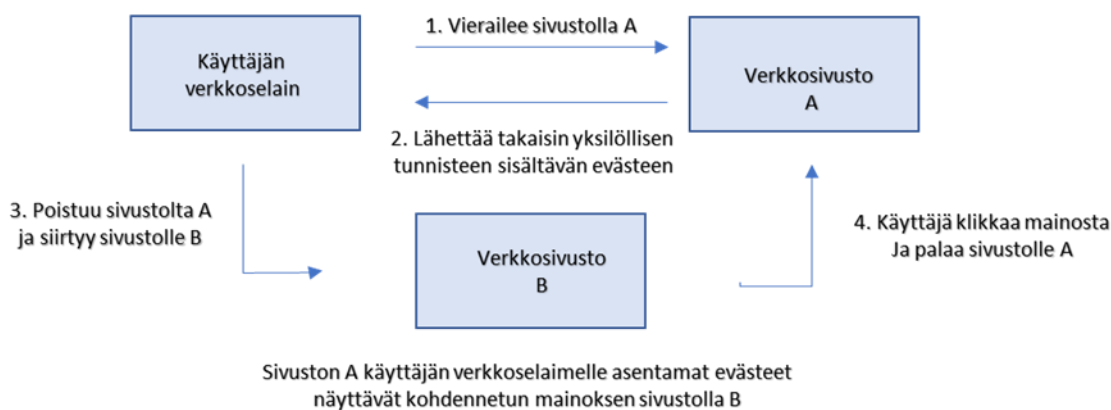 1. Vierailee sivustolla A
Käyttäjän
verkkoselain
Verkkosivusto
A
2. Lähettää takaisin yksilöllisen
tunnisteen sisältävän evästeen
3. Poistuu sivustolta A
ja siirtyy sivustolle B
Verkkosivusto
B
4. Käyttäjä klikkaa mainosta
Ja palaa sivustolle A
Sivuston A käyttäjän verkkoselaimelle asentamat evästeet
näyttävät kohdennetun mainoksen sivustolla B